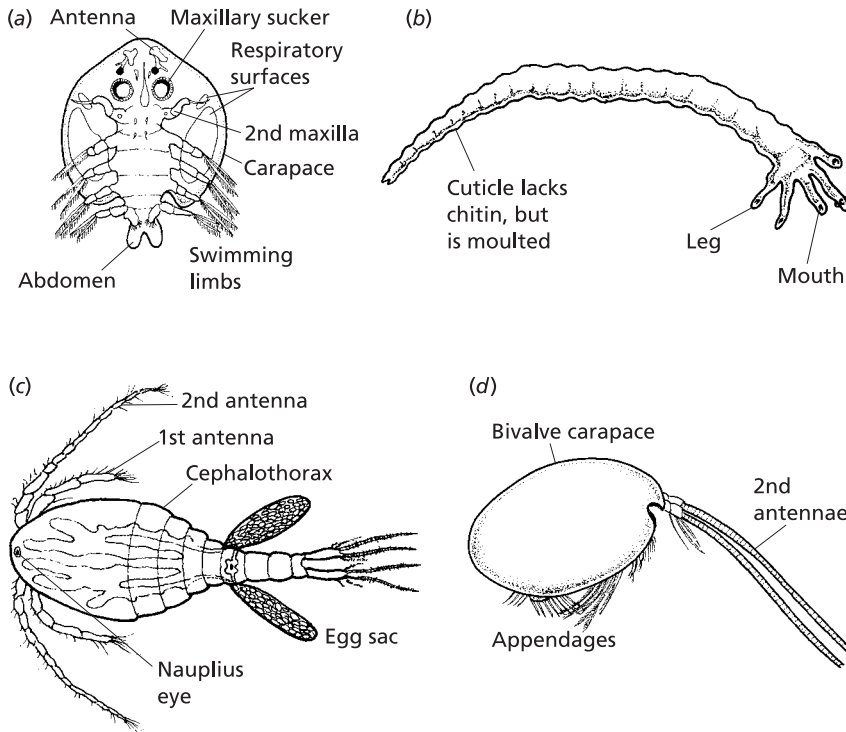 (a)
Antenna
Maxillary sucker
Respiratory
surfaces
2nd maxilla
Carapace
Swimming
limbs
Abdomen
(b)
Cuticle lacks
chitin, but
is moulted
Leg
Mouth
(c)
2nd antenna
1st antenna
Cephalothorax
Egg sac
Nauplius
eye
(d)
Bivalve carapace
2nd
antennae
Appendages